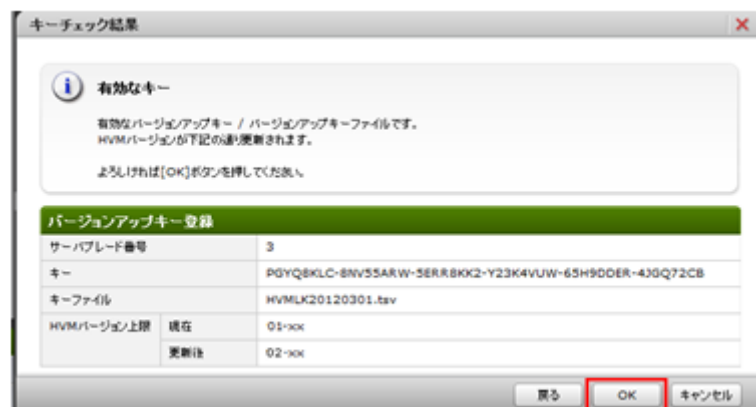 キーチェック結果
有効なキー
有効なバージョンアップキー / バージョンアップキーファイルです。
HVMバージョンが下記の通り更新されます。
よろしければ[OK]ボタンを押してください。
バージョンアップキー登録
サーバブレード番号 3
キー PGYQ8KLC-8NV55ARW-5ERR8KK2-Y23K4VUW-65H9DDER-4JGQ72CB
キーファイル HVMLK20120301.tsv
HVMバージョン上限 現在 01-xx
更新後 02-xx
戻る OK キャンセル